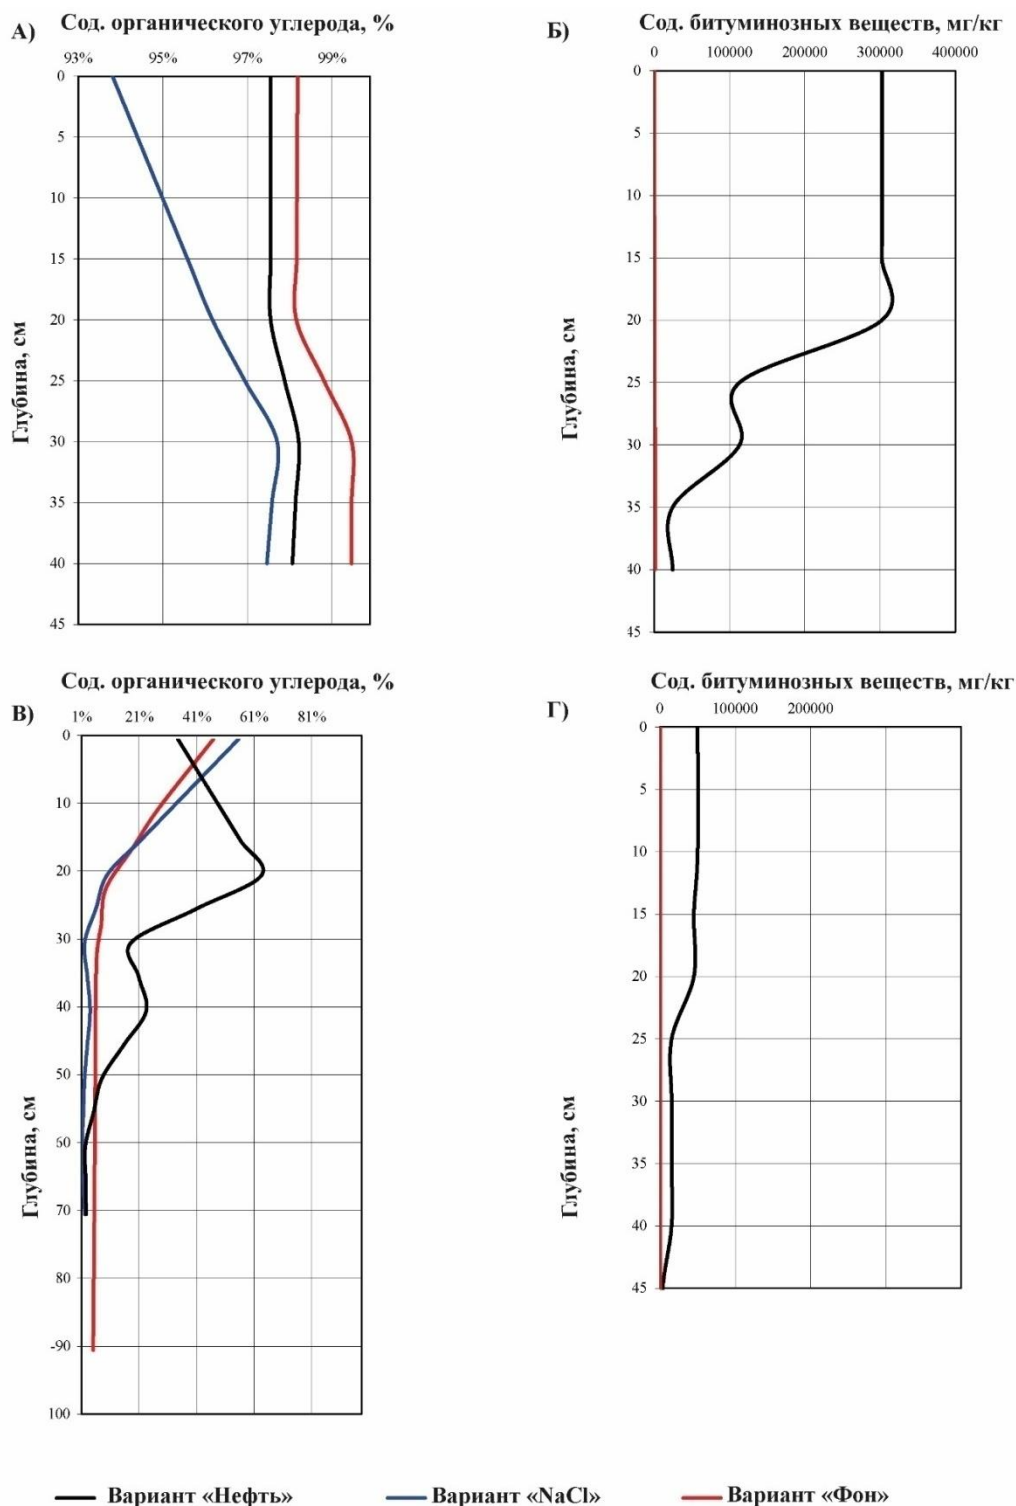 Сод. органического углерода, %
А)
93% 95% 97% 99%
0
5
10
15
20
25
30
35
40
45
Глубина, см
Сод. битуминозных веществ, мг/кг
Б)
0 100000 200000 300000 400000
0
5
10
15
20
25
30
35
40
45
Глубина, см
Сод. органического углерода, %
В)
1% 21% 41% 61% 81%
0
10
20
30
40
50
60
70
80
-90
100
Глубина, см
Сод. битуминозных веществ, мг/кг
Г)
0 100000 200000
0
5
10
15
20
25
30
35
40
45
Глубина, см
Вариант «Нефть» Вариант «NaCl» Вариант «Фон»